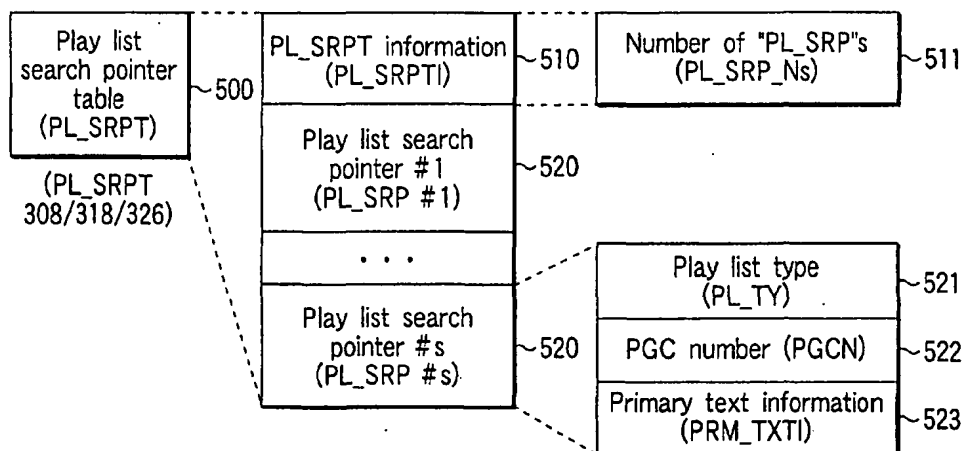 Play list
search pointer
table
(PL_SRPT)
500
(PL_SRPT
308/318/326)
PL_SRPT information
(PL_SRPTI)
510
Play list search
pointer #1
(PL_SRP #1)
520
. . .
Play list search
pointer #s
(PL_SRP #s)
520
Number of "PL_SRP"s
(PL_SRP_Ns)
511
Play list type
(PL_TY)
521
PGC number (PGCN)
522
Primary text information
(PRM_TXTI)
523